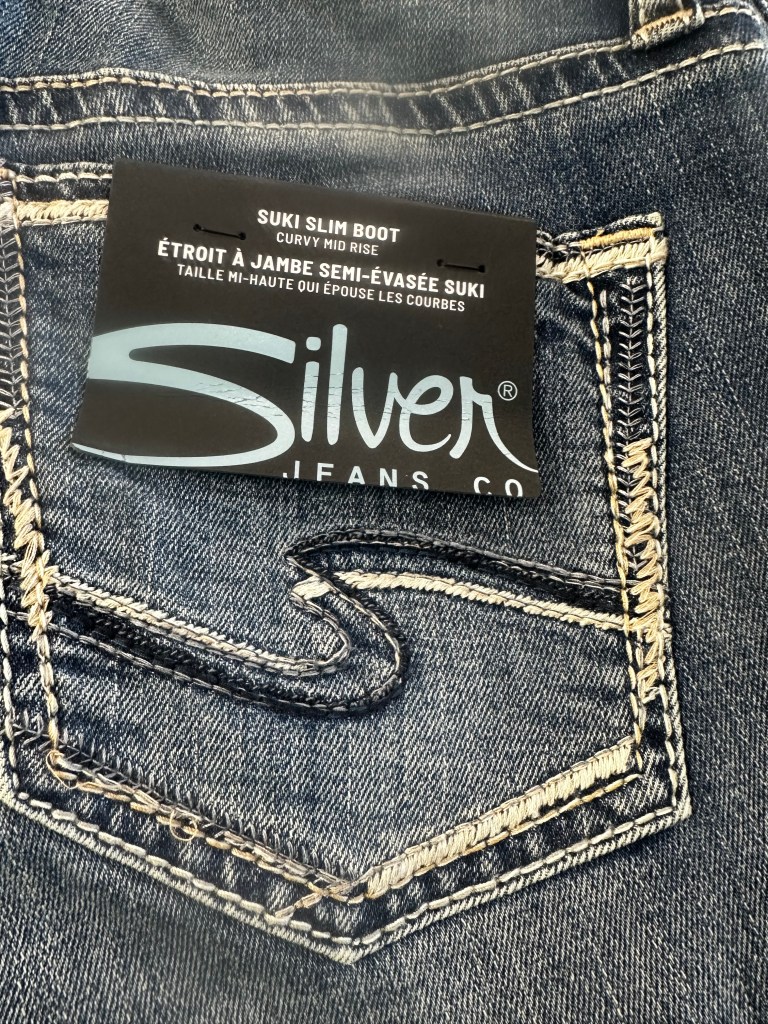 SUKI SLIM BOOT
CURVY MID RISE
ÉTROIT À JAMBE SEMI-ÉVASÉE SUKI
TAILLE MI-HAUTE QUI ÉPOUSE LES COURBES
Silver®
JEANS CO